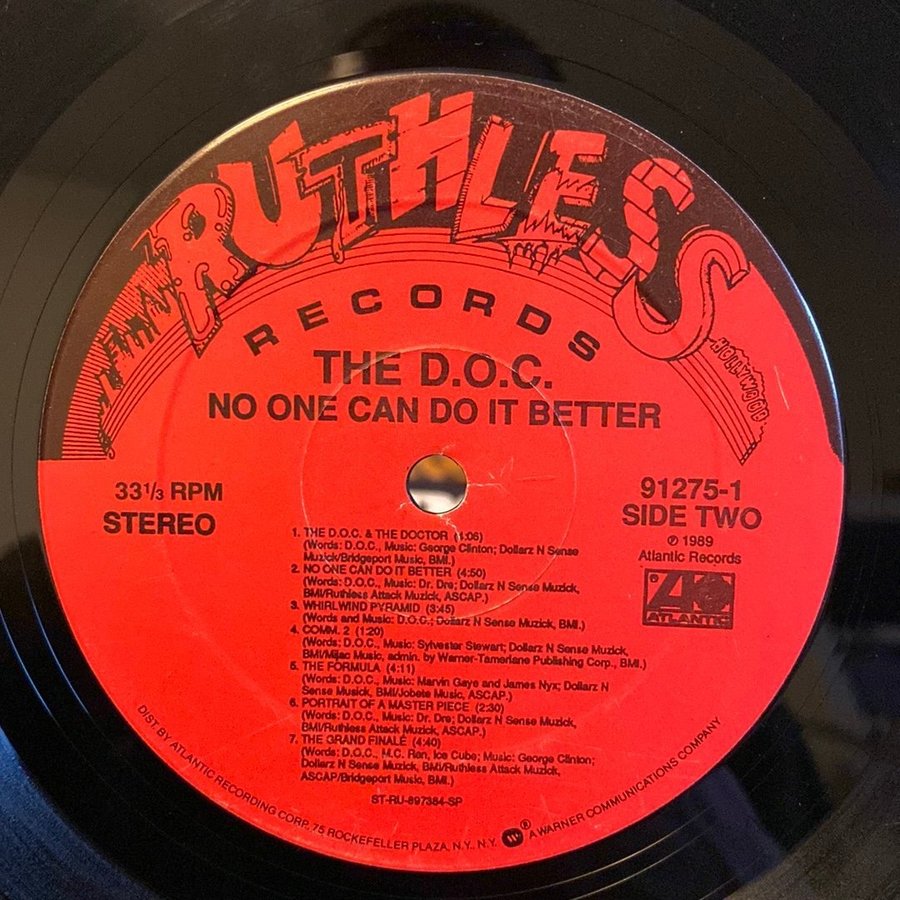 RUTHLESS
RECORDS
HOLLYWOOD
THE D.O.C.
NO ONE CAN DO IT BETTER
33⅓ RPM
STEREO
91275-1
SIDE TWO
℗ 1989
Atlantic Records
ATLANTIC
1. THE D.O.C. & THE DOCTOR (4:06)
(Words: D.O.C., Music: George Clinton; Dollarz N Sense
Muzick/Bridgeport Music, BMI.)
2. NO ONE CAN DO IT BETTER (4:50)
(Words: D.O.C., Music: Dr. Dre; Dollarz N Sense Muzick,
BMI/Ruthless Attack Muzick, ASCAP.)
3. WHIRLWIND PYRAMID (3:45)
(Words and Music: D.O.C.; Dollarz N Sense Muzick, BMI.)
4. COMM. 2 (1:20)
(Words: D.O.C., Music: Sylvester Stewert; Dollarz N Sense Muzick,
BMI/Mijac Music, admin. by Warner-Tamerlane Publishing Corp., BMI.)
5. THE FORMULA (4:11)
(Words: D.O.C., Music: Marvin Gaye and James Nyx; Dollarz N
Sense Musick, BMI/Jobete Music, ASCAP.)
6. PORTRAIT OF A MASTER PIECE (2:30)
(Words: D.O.C., Music: Dr. Dre; Dollarz N Sense Muzick,
BMI/Ruthless Attack Muzick, ASCAP.)
7. THE GRAND FINALÉ (4:40)
(Words: D.O.C., M.C. Ren, Ice Cube; Music: George Clinton;
Dollarz N Sense Muzick, BMI/Ruthless Attack Muzick,
ASCAP/Bridgeport Music, BMI.)
ST-RU-897384-SP
DIST. BY ATLANTIC RECORDING CORP. 75 ROCKEFELLER PLAZA, N.Y., N.Y. ® A WARNER COMMUNICATIONS COMPANY